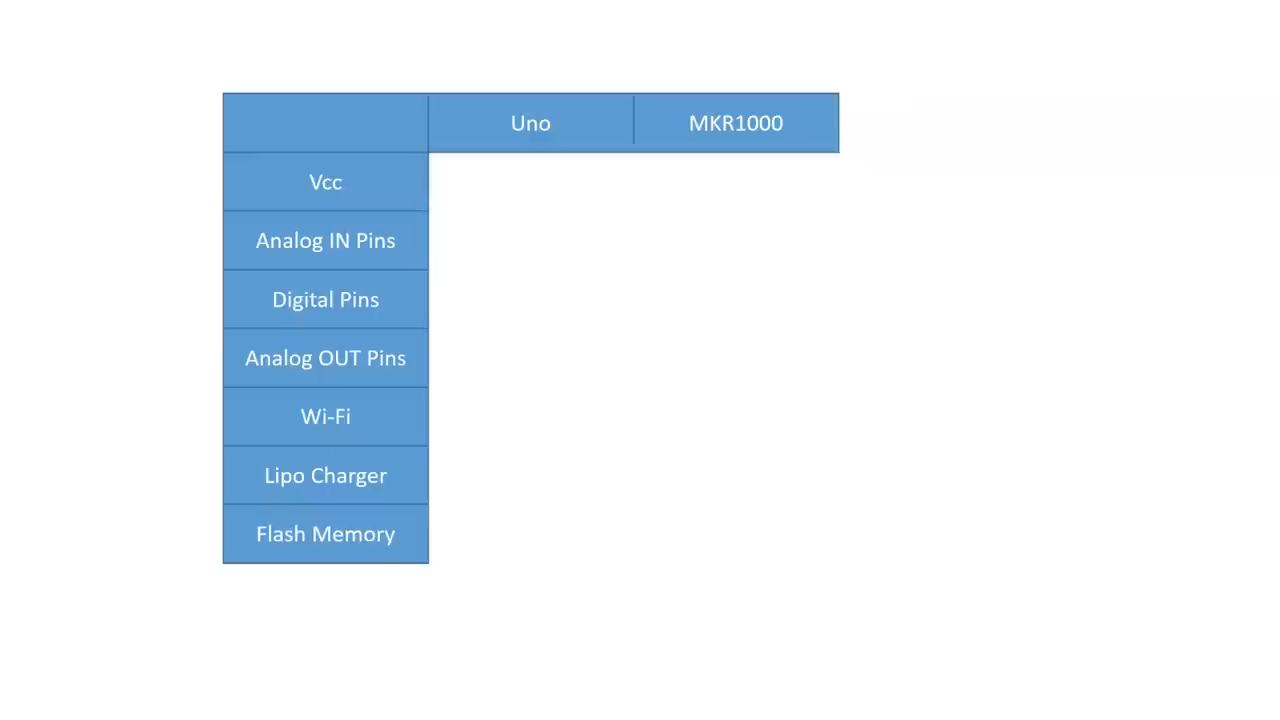 Uno
MKR1000
Vcc
Analog IN Pins
Digital Pins
Analog OUT Pins
Wi-Fi
Lipo Charger
Flash Memory